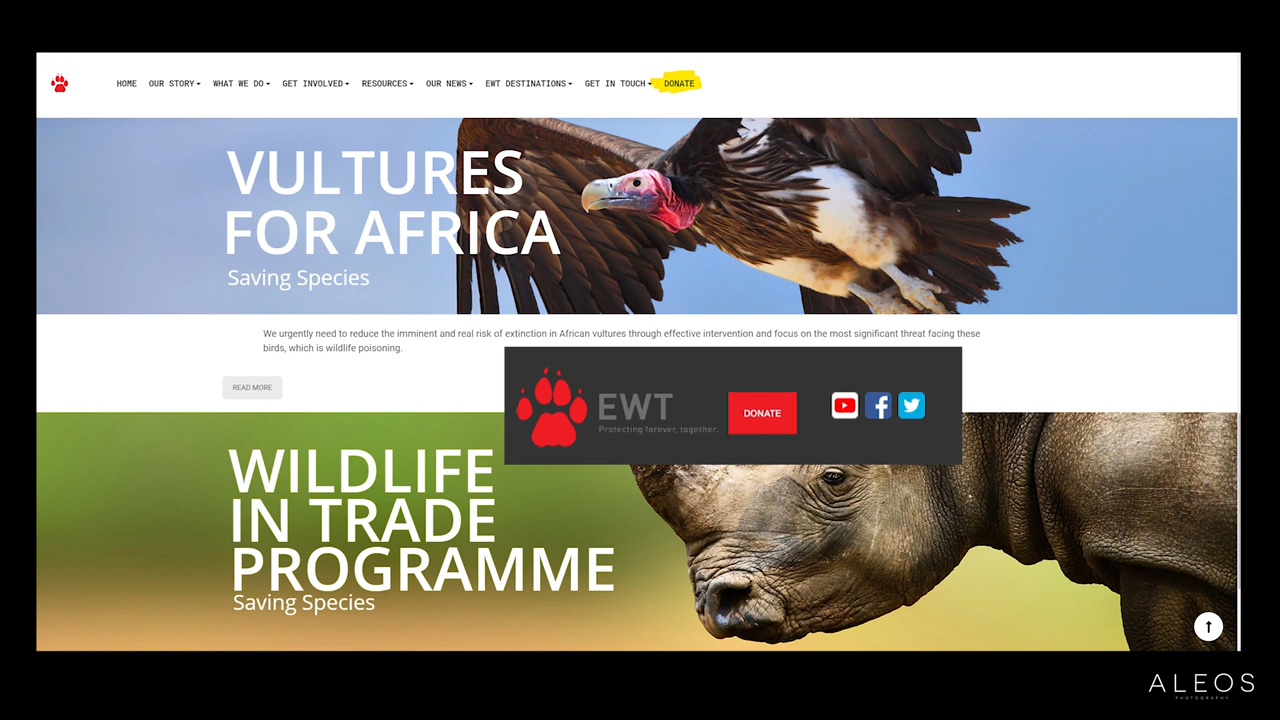 HOME OUR STORY WHAT WE DO GET INVOLVED RESOURCES OUR NEWS EWT DESTINATIONS GET IN TOUCH DONATE
VULTURES
FOR AFRICA
Saving Species
We urgently need to reduce the imminent and real risk of extinction in African vultures through effective intervention and focus on the most significant threat facing these
birds, which is wildlife poisoning.
READ MORE
EWT
Protecting forever, together.
DONATE
WILDLIFE
IN TRADE
PROGRAMME
Saving Species
ALEOS
PHOTOGRAPHY